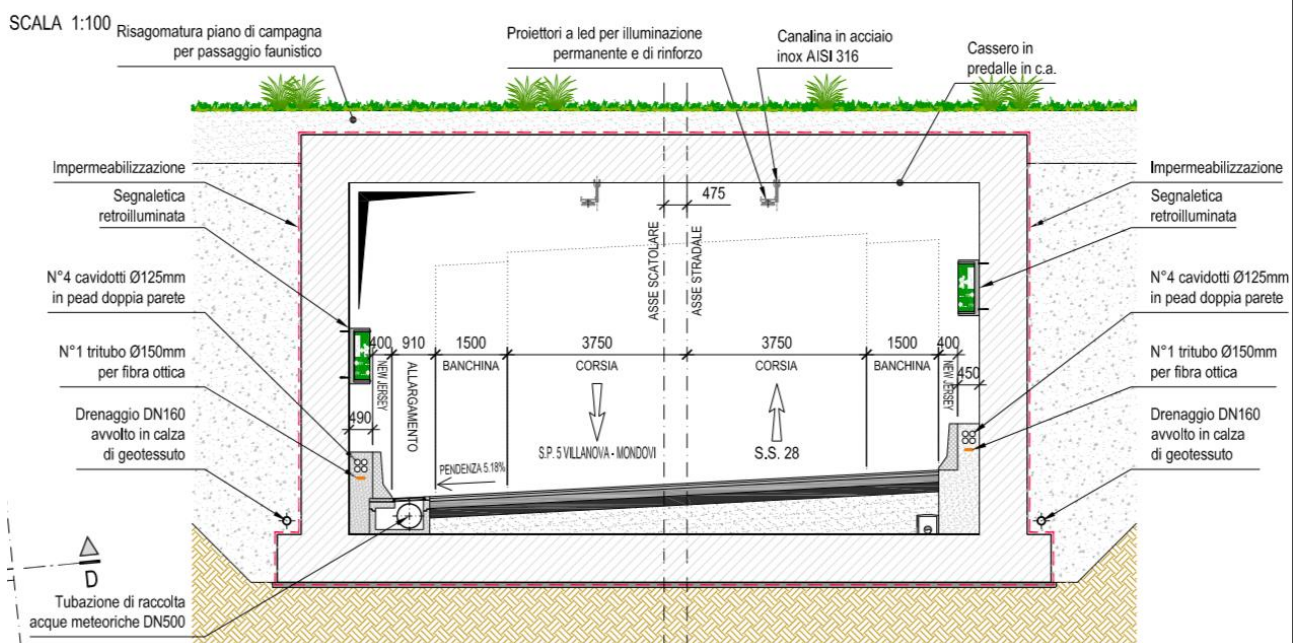 SCALA 1:100
Risagomatura piano di campagna
per passaggio faunistico
Proiettori a led per illuminazione
permanente e di rinforzo
Canalina in acciaio
inox AISI 316
Cassero in
predalle in c.a.
Impermeabilizzazione
Segnaletica
retroilluminata
N°4 cavidotti Ø125mm
in pead doppia parete
N°1 tritubo Ø150mm
per fibra ottica
Drenaggio DN160
avvolto in calza
di geotessuto
D
Tubazione di raccolta
acque meteoriche DN500
475
ASSE SCATOLARE
ASSE STRADALE
400 910 1500 3750 3750 1500 400
NEW JERSEY
ALLARGAMENTO
BANCHINA
CORSIA
CORSIA
BANCHINA
NEW JERSEY
450
490
S.P. 5 VILLANOVA - MONDOVI
S.S. 28
PENDENZA 5.18%
Impermeabilizzazione
Segnaletica
retroilluminata
N°4 cavidotti Ø125mm
in pead doppia parete
N°1 tritubo Ø150mm
per fibra ottica
Drenaggio DN160
avvolto in calza
di geotessuto